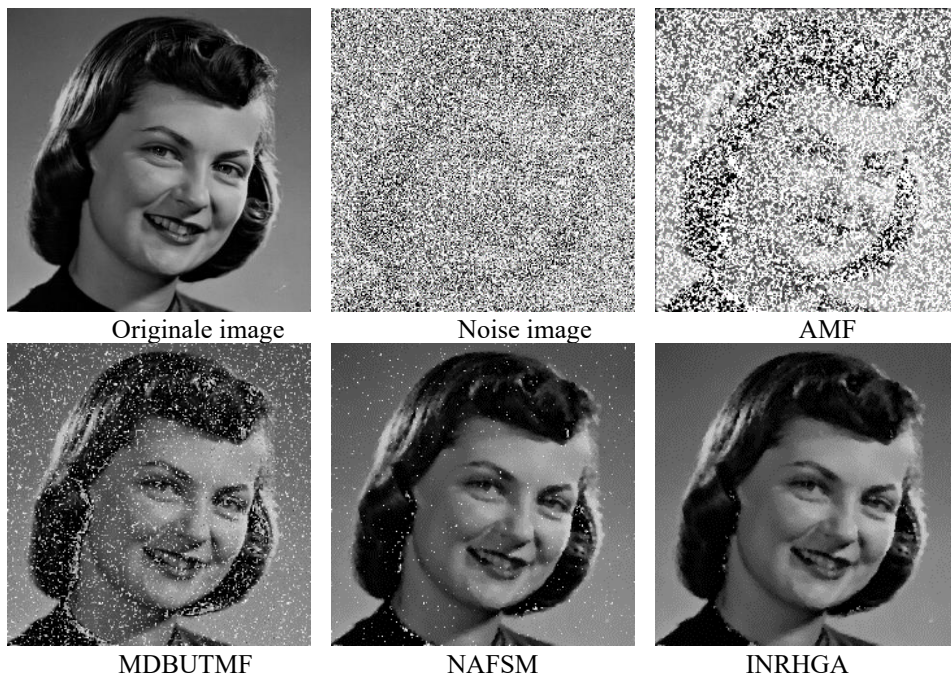 Originale image
Noise image
AMF
MDBUTMF
NAFSM
INRHGA